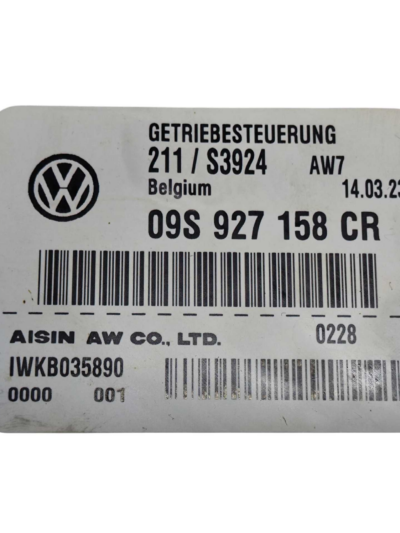 GETRIEBESTEUERUNG
211/S3924 AW7
Belgium 14.03.23
09S 927 158 CR
AISIN AW CO., LTD. 0228
IWKB035890
0000 001